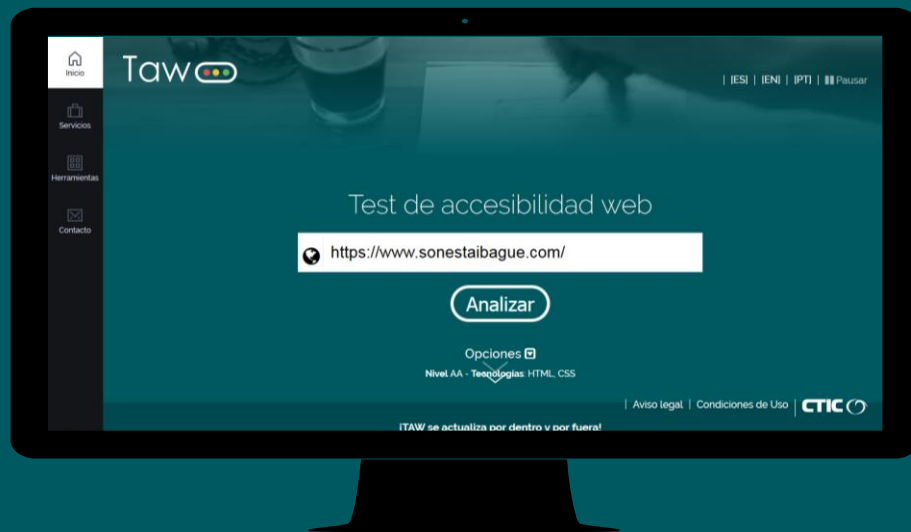 Inicio
Taw
|ES| | |EN| | |PT| | Pausar
Servicios
Herramientas
Contacto
Test de accesibilidad web
https://www.sonestaibague.com/
Analizar
Opciones
Nivel AA - Tecnologías: HTML, CSS
| Aviso legal | Condiciones de Uso | CTIC
¡TAW se actualiza por dentro y por fuera!